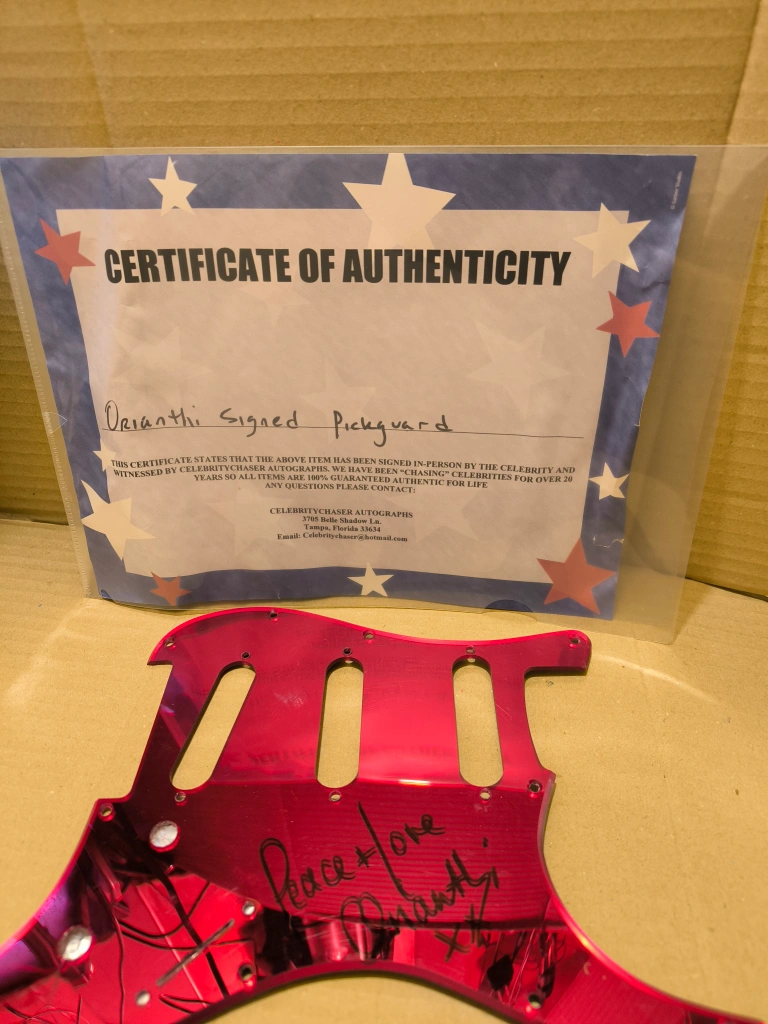 CERTIFICATE OF AUTHENTICITY
Orianthi Signed Pickguard
THIS CERTIFICATE STATES THAT THE ABOVE ITEM HAS BEEN SIGNED IN-PERSON BY THE CELEBRITY AND
WITNESSED BY CELEBRITYCHASER AUTOGRAPHS. WE HAVE BEEN "CHASING" CELEBRITIES FOR OVER 20
YEARS SO ALL ITEMS ARE 100% GUARANTEED AUTHENTIC FOR LIFE
ANY QUESTIONS PLEASE CONTACT:
CELEBRITYCHASER AUTOGRAPHS
3705 Belle Shadow Ln.
Tampa, Florida 33634
Email: Celebritychaser@hotmail.com
Peace + love
Orianthi